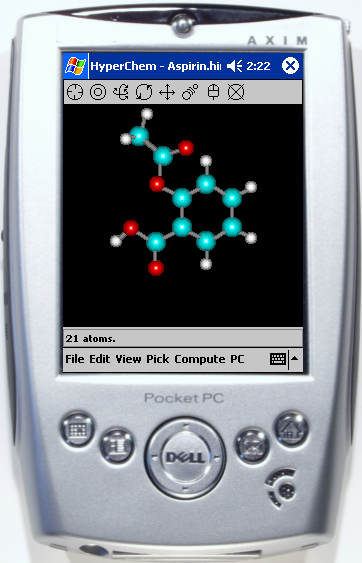 AXIM
HyperChem - Aspirin.hi 2:22
21 atoms.
File Edit View Pick Compute PC
Pocket PC
DELL